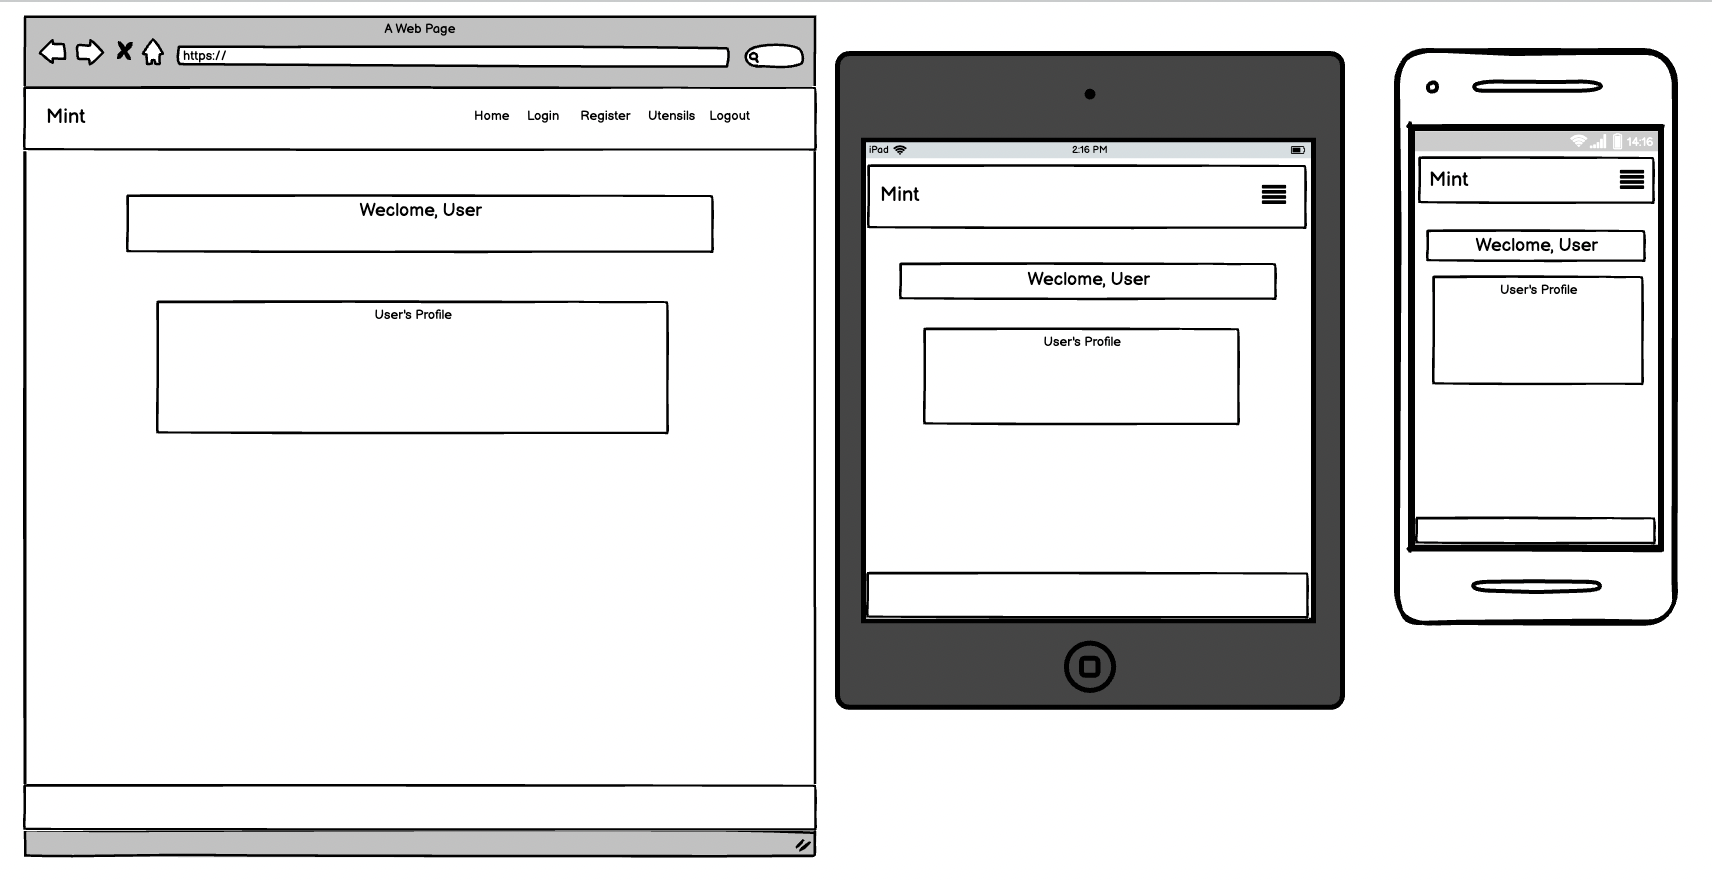 A Web Page
https://
Mint
Home Login Register Utensils Logout
Weclome, User
User's Profile
iPad 2:16 PM
Mint
Weclome, User
User's Profile
14:16
Mint
Weclome, User
User's Profile